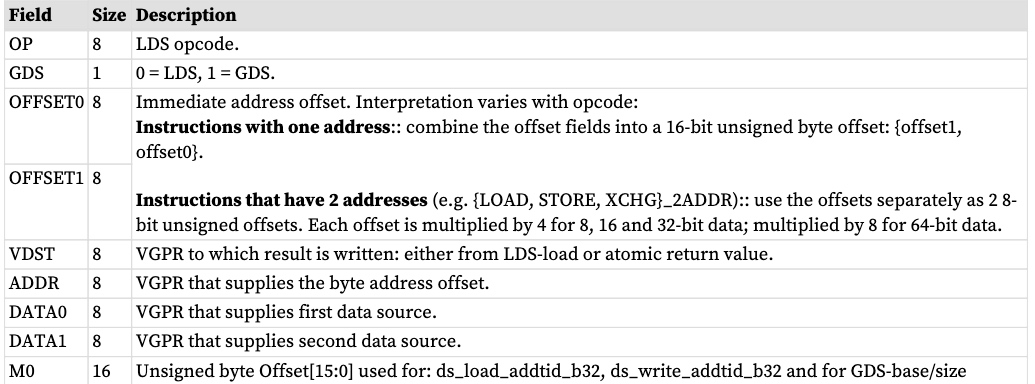 Field Size Description
OP 8 LDS opcode.
GDS 1 0 = LDS, 1 = GDS.
OFFSET0 8 Immediate address offset. Interpretation varies with opcode:
Instructions with one address:: combine the offset fields into a 16-bit unsigned byte offset: {offset1,
offset0}.
OFFSET1 8
Instructions that have 2 addresses (e.g. {LOAD, STORE, XCHG}_2ADDR):: use the offsets separately as 2 8-
bit unsigned offsets. Each offset is multiplied by 4 for 8, 16 and 32-bit data; multiplied by 8 for 64-bit data.
VDST 8 VGPR to which result is written: either from LDS-load or atomic return value.
ADDR 8 VGPR that supplies the byte address offset.
DATA0 8 VGPR that supplies first data source.
DATA1 8 VGPR that supplies second data source.
M0 16 Unsigned byte Offset[15:0] used for: ds_load_addtid_b32, ds_write_addtid_b32 and for GDS-base/size